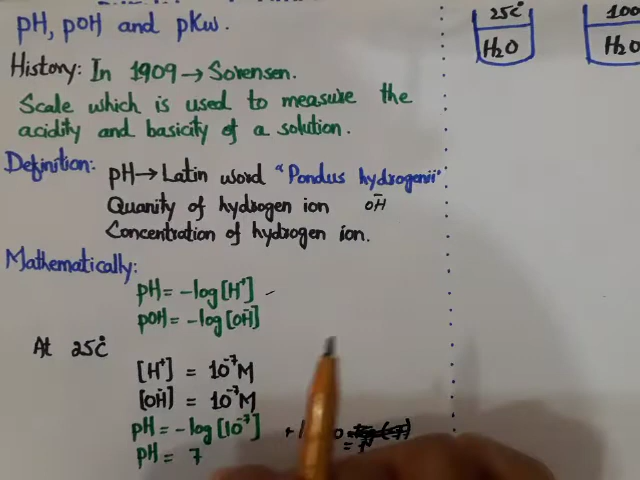 pH, pOH and pKw.
History: In 1909 → Sorensen.
Scale which is used to measure the
acidity and basicity of a solution.
Definition: pH → Latin word "Pondus hydrogenii"
Quanity of hydrogen ion OH⁻
Concentration of hydrogen ion.
Mathematically:
pH = -log[H⁺]
pOH = -log[OH⁻]
At 25°C
[H⁺] = 10⁻⁷M
[OH⁻] = 10⁻⁷M
pH = -log[10⁻⁷]
pH = 7
25°C
H₂O
100
H₂O